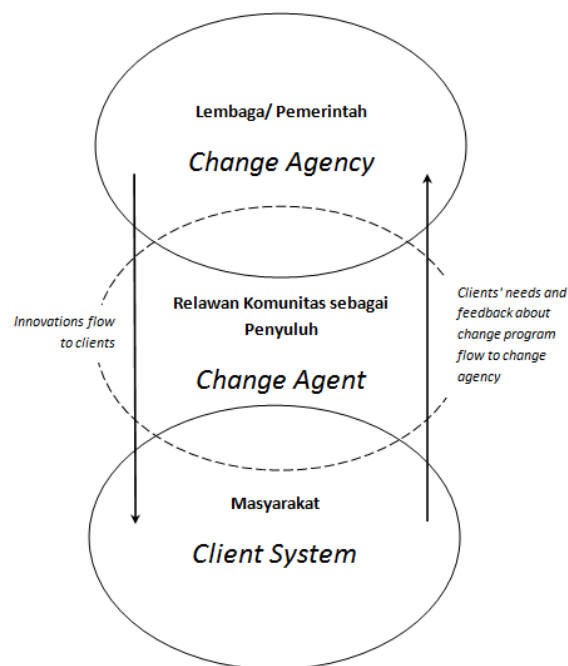 Lembaga/ Pemerintah
Change Agency
Innovations flow
to clients
Relawan Komunitas sebagai
Penyuluh
Change Agent
Clients' needs and
feedback about
change program
flow to change
agency
Masyarakat
Client System